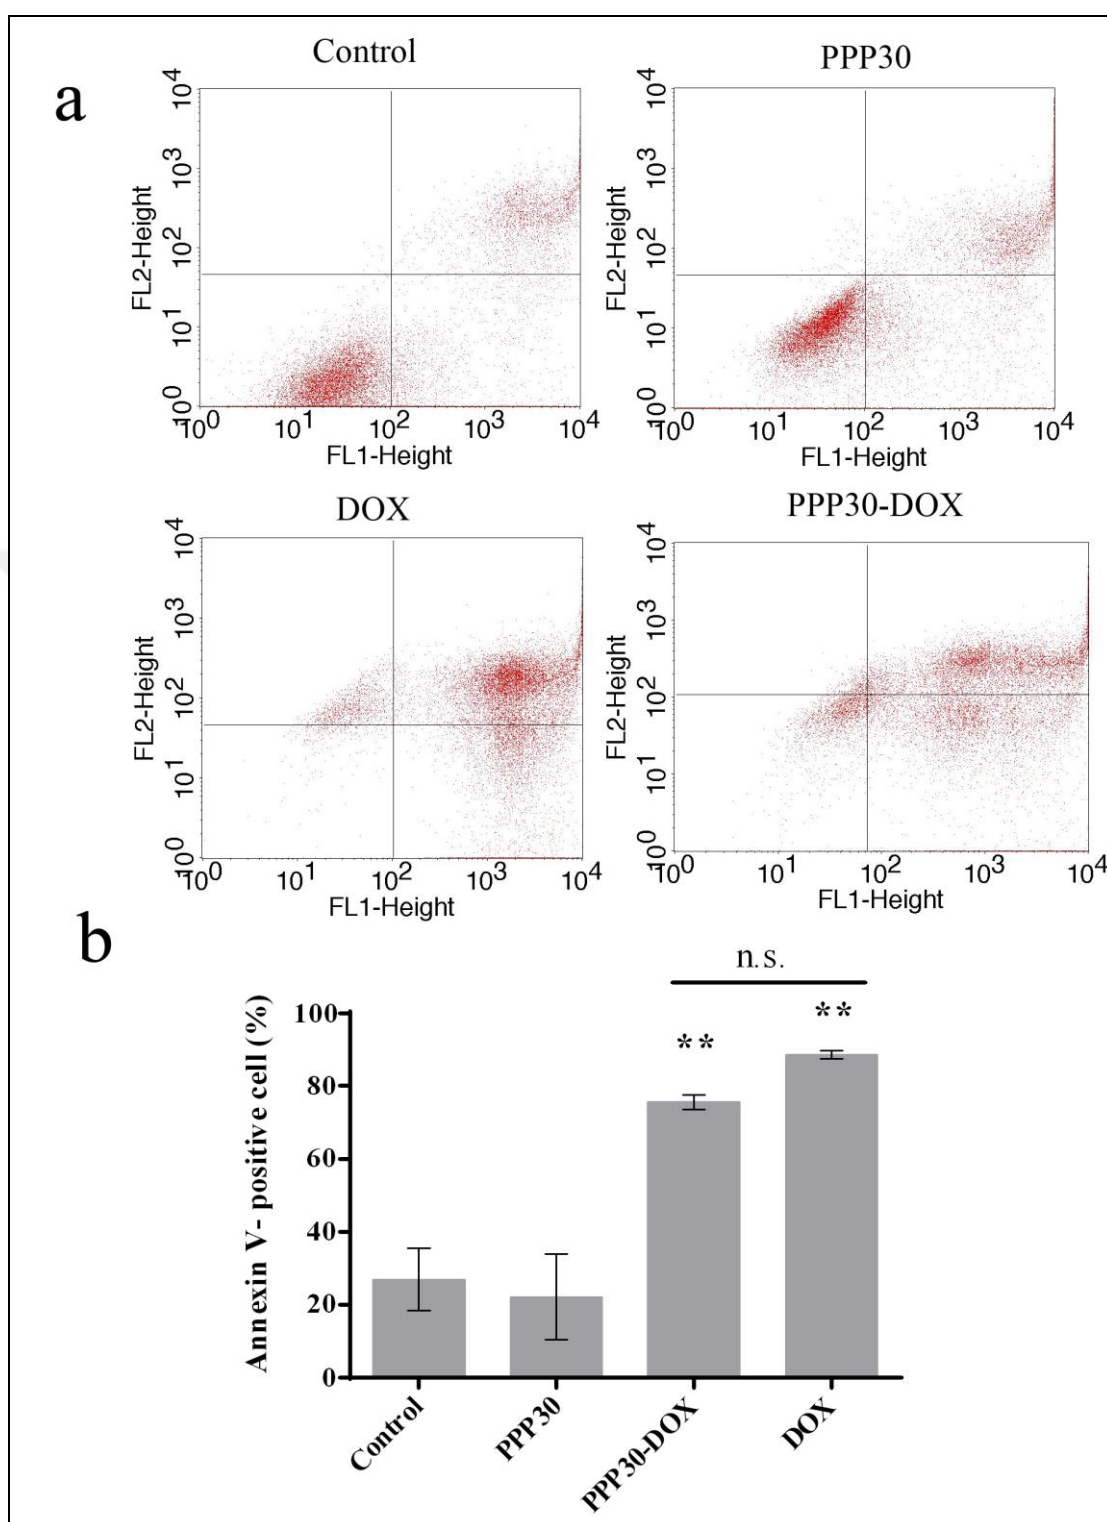 a
Control
10^4
10^3
10^2
10^1
10^0
FL2-Height
10^0 10^1 10^2 10^3 10^4
FL1-Height
PPP30
10^4
10^3
10^2
10^1
10^0
FL2-Height
10^0 10^1 10^2 10^3 10^4
FL1-Height
DOX
10^4
10^3
10^2
10^1
10^0
FL2-Height
10^0 10^1 10^2 10^3 10^4
FL1-Height
PPP30-DOX
10^4
10^3
10^2
10^1
10^0
FL2-Height
10^0 10^1 10^2 10^3 10^4
FL1-Height
b
n.s.
**
**
Annexin V- positive cell (%)
100
80
60
40
20
0
Control
PPP30
PPP30-DOX
DOX